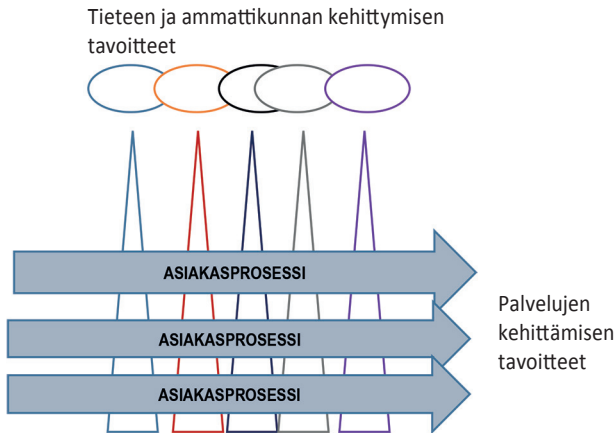 Tieteen ja ammattikunnan kehittymisen
tavoitteet
ASIAKASPROSESSI
ASIAKASPROSESSI
ASIAKASPROSESSI
Palvelujen
kehittämisen
tavoitteet